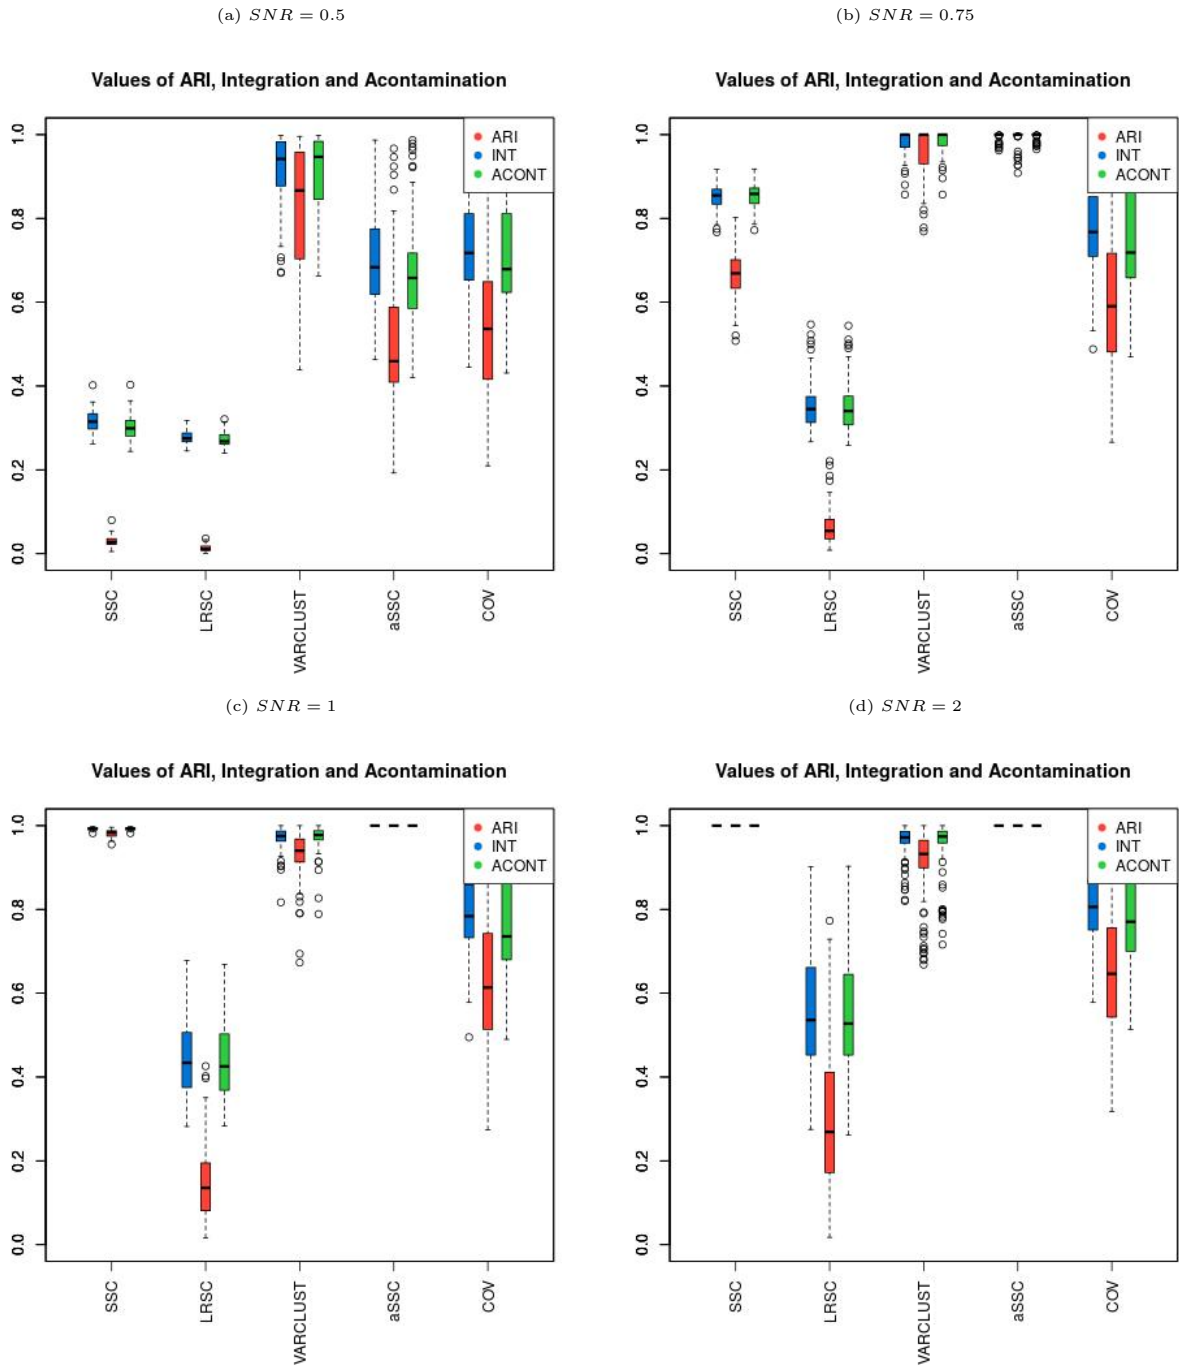 (a) SNR = 0.5
Values of ARI, Integration and Acontamination
ARI
INT
ACONT
1.0
0.8
0.6
0.4
0.2
0.0
SSC
LRSC
VARCLUST
aSSC
COV
(b) SNR = 0.75
Values of ARI, Integration and Acontamination
ARI
INT
ACONT
1.0
0.8
0.6
0.4
0.2
0.0
SSC
LRSC
VARCLUST
aSSC
COV
(c) SNR = 1
Values of ARI, Integration and Acontamination
ARI
INT
ACONT
1.0
0.8
0.6
0.4
0.2
0.0
SSC
LRSC
VARCLUST
aSSC
COV
(d) SNR = 2
Values of ARI, Integration and Acontamination
ARI
INT
ACONT
1.0
0.8
0.6
0.4
0.2
0.0
SSC
LRSC
VARCLUST
aSSC
COV